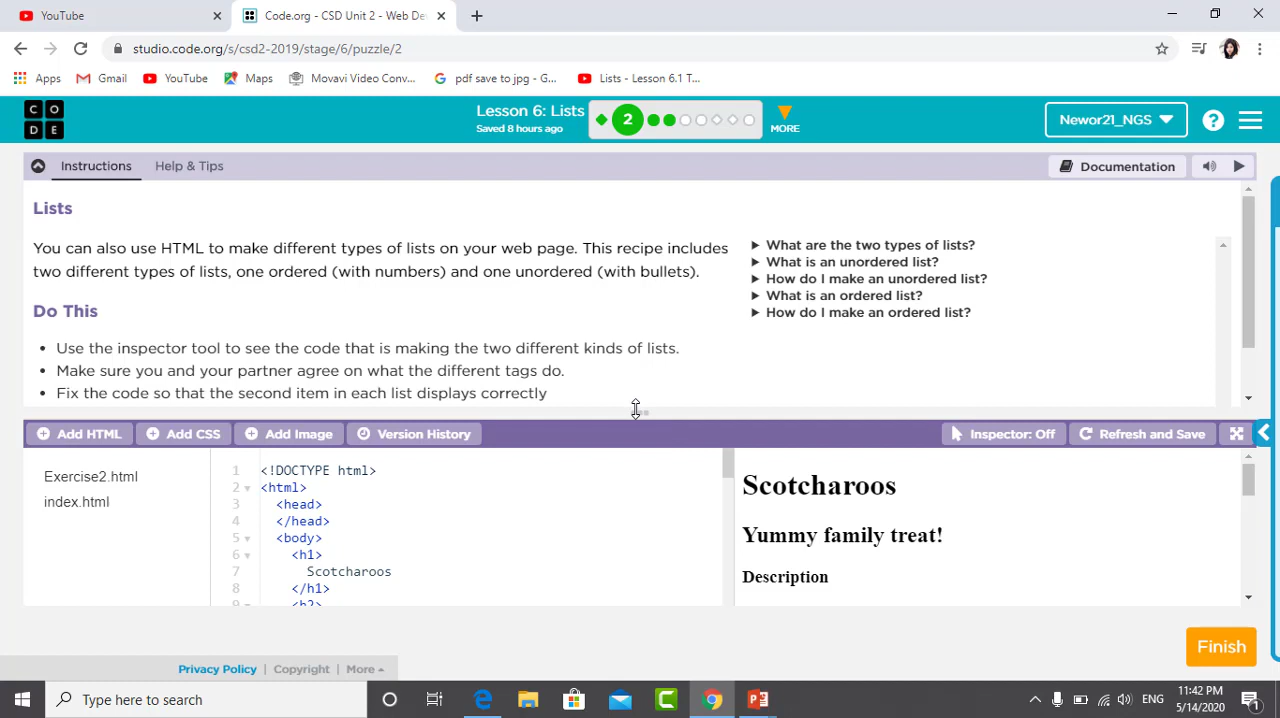 YouTube
Code.org - CSD Unit 2 - Web De
studio.code.org/s/csd2-2019/stage/6/puzzle/2
Apps Gmail YouTube Maps Movavi Video Conv... pdf save to jpg - G... Lists - Lesson 6.1 T...
C O D E
Lesson 6: Lists
Saved 8 hours ago
2
MORE
Newor21_NGS
?
Instructions Help & Tips Documentation
Lists
You can also use HTML to make different types of lists on your web page. This recipe includes
two different types of lists, one ordered (with numbers) and one unordered (with bullets).
Do This
• Use the inspector tool to see the code that is making the two different kinds of lists.
• Make sure you and your partner agree on what the different tags do.
• Fix the code so that the second item in each list displays correctly
What are the two types of lists?
What is an unordered list?
How do I make an unordered list?
What is an ordered list?
How do I make an ordered list?
Add HTML Add CSS Add Image Version History Inspector: Off Refresh and Save
Exercise2.html
index.html
1 <!DOCTYPE html>
2 <html>
3 <head>
4 </head>
5 <body>
6 <h1>
7 Scotcharoos
8 </h1>
9 <h2>
Scotcharoos
Yummy family treat!
Description
Finish
Privacy Policy | Copyright | More
Type here to search
ENG
11:42 PM
5/14/2020
1